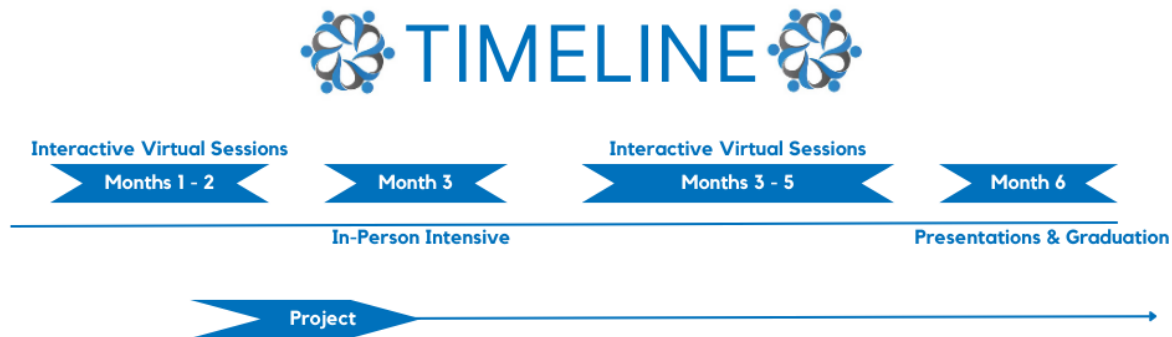 TIMELINE
Interactive Virtual Sessions
Interactive Virtual Sessions
Months 1 - 2
Month 3
Months 3 - 5
Month 6
In-Person Intensive
Presentations & Graduation
Project